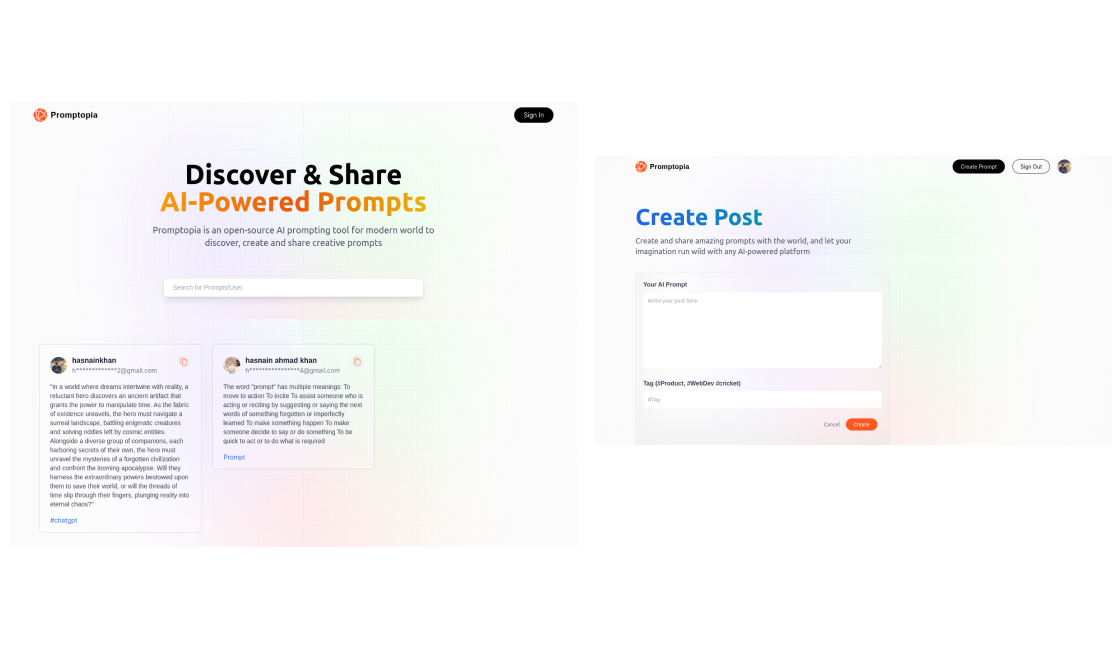 Promptopia
Sign In
Discover & Share
AI-Powered Prompts
Promptopia is an open-source AI prompting tool for modern world to
discover, create and share creative prompts
Search for Prompts/User
hasnainkhan
h*************2@gmail.com
"In a world where dreams intertwine with reality, a
reluctant hero discovers an ancient artifact that
grants the power to manipulate time. As the fabric
of existence unravels, the hero must navigate a
surreal landscape, battling enigmatic creatures
and solving riddles left by cosmic entities.
Alongside a diverse group of companions, each
harboring secrets of their own, the hero must
unravel the mysteries of a forgotten civilization
and confront the looming apocalypse. Will they
harness the extraordinary powers bestowed upon
them to save their world, or will the threads of
time slip through their fingers, plunging reality into
eternal chaos?"
#chatgpt
hasnain ahmad khan
h****************4@gmail.com
The word "prompt" has multiple meanings: To
move to action To incite To assist someone who is
acting or reciting by suggesting or saying the next
words of something forgotten or imperfectly
learned To make something happen To make
someone decide to say or do something To be
quick to act or to do what is required
Prompt
Promptopia
Create Prompt
Sign Out
Create Post
Create and share amazing prompts with the world, and let your
imagination run wild with any AI-powered platform
Your AI Prompt
Write your post here
Tag (#Product, #WebDev #cricket)
#Tag
Cancel
Create